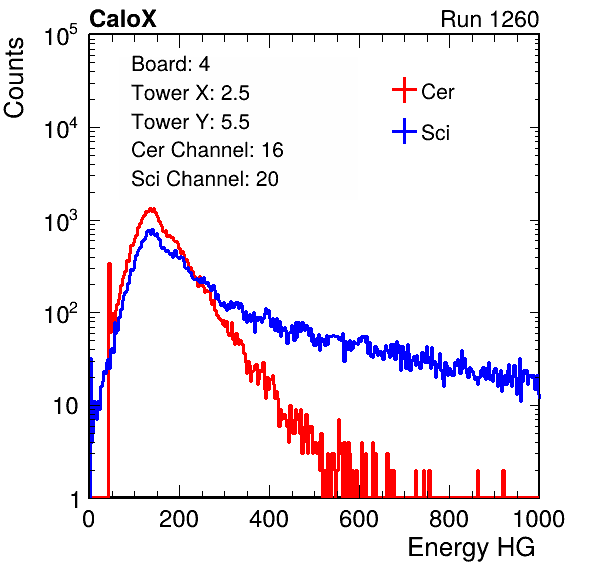 CaloX Run 1260
Counts
Board: 4
Tower X: 2.5
Tower Y: 5.5
Cer Channel: 16
Sci Channel: 20
Cer
Sci
10^5
10^4
10^3
10^2
10
1
0 200 400 600 800 1000
Energy HG